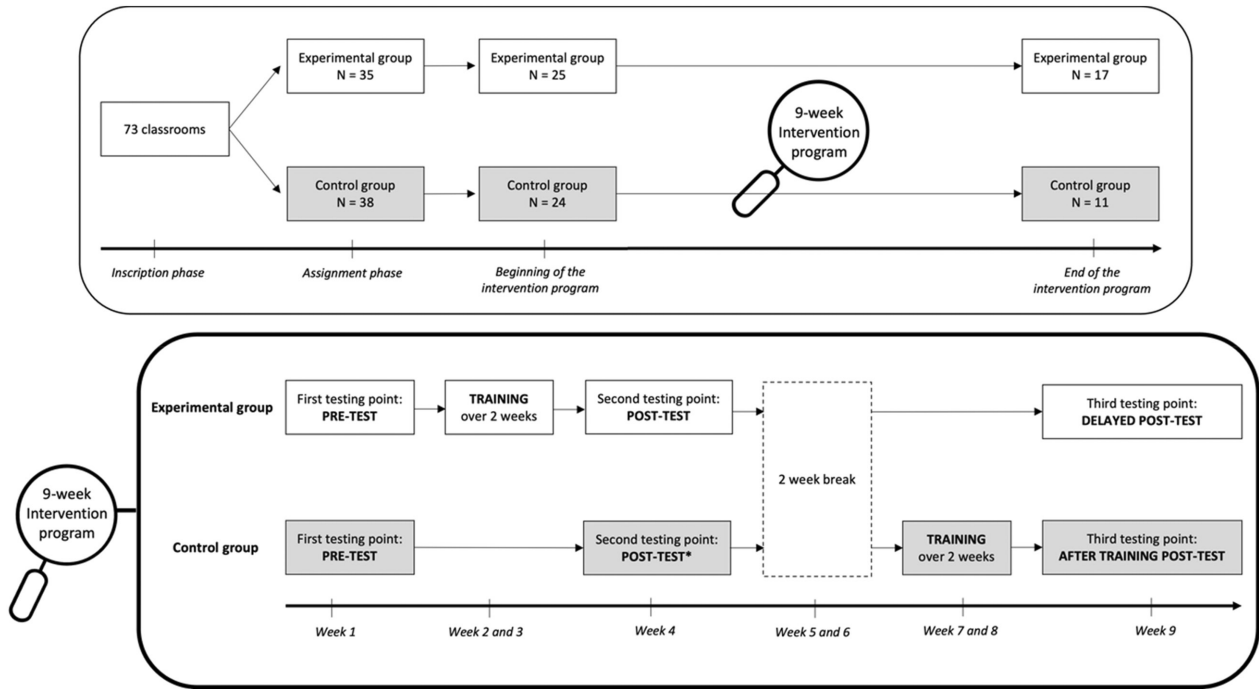 Experimental group
N = 35
Experimental group
N = 25
Experimental group
N = 17
73 classrooms
9-week
Intervention
program
Control group
N = 38
Control group
N = 24
Control group
N = 11
Inscription phase
Assignment phase
Beginning of the
intervention program
End of the
intervention program
Experimental group
First testing point:
PRE-TEST
TRAINING
over 2 weeks
Second testing point:
POST-TEST
Third testing point:
DELAYED POST-TEST
2 week break
9-week
Intervention
program
Control group
First testing point:
PRE-TEST
Second testing point:
POST-TEST*
TRAINING
over 2 weeks
Third testing point:
AFTER TRAINING POST-TEST
Week 1
Week 2 and 3
Week 4
Week 5 and 6
Week 7 and 8
Week 9